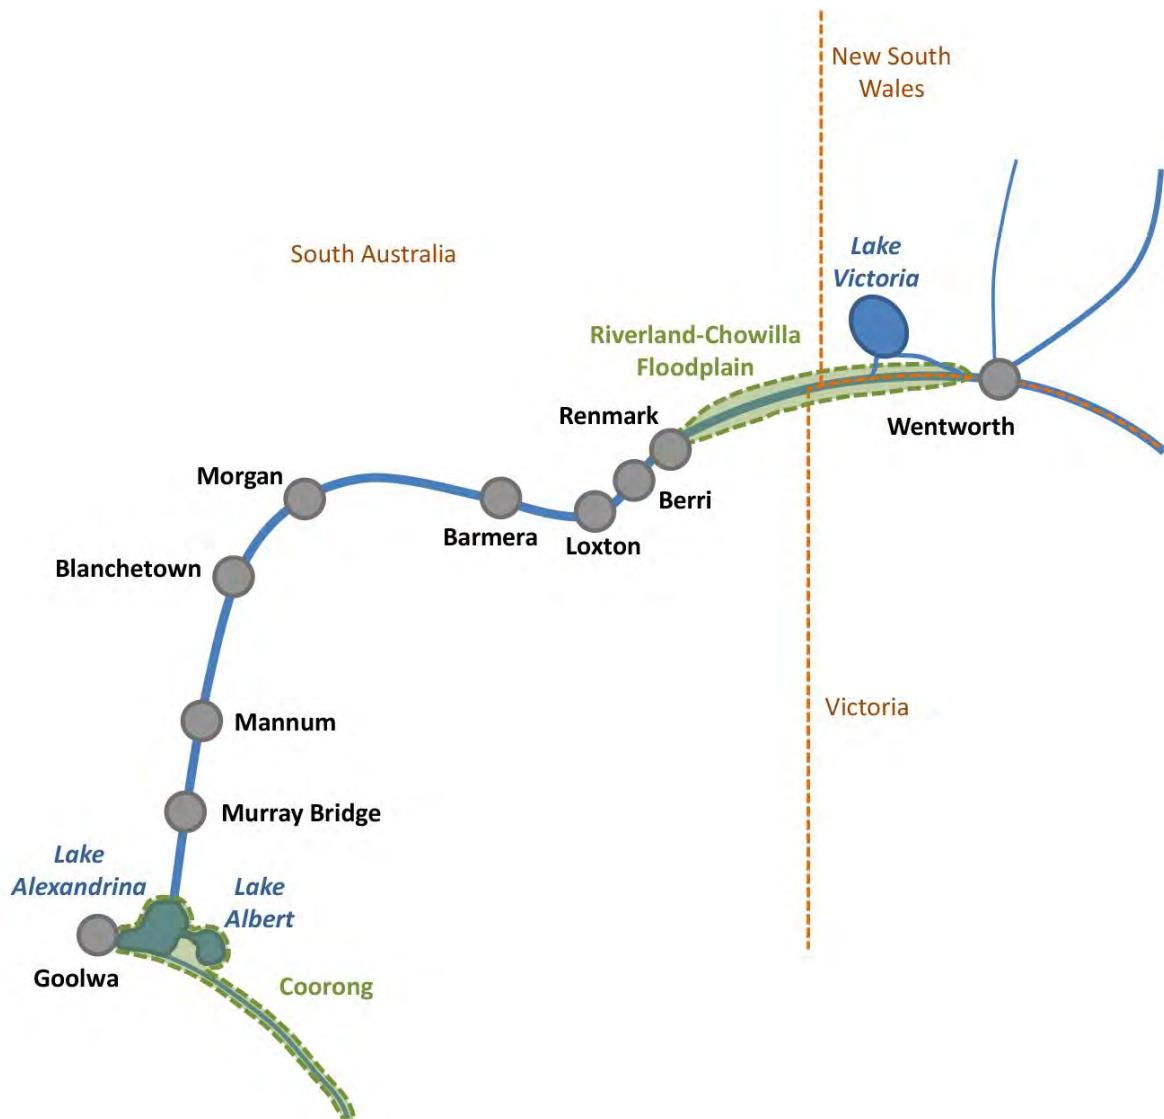 New South
Wales
South Australia
Lake
Victoria
Riverland-Chowilla
Floodplain
Renmark
Wentworth
Morgan
Berri
Barmera
Loxton
Blanchetown
Victoria
Mannum
Murray Bridge
Lake
Alexandrina
Lake
Albert
Goolwa
Coorong